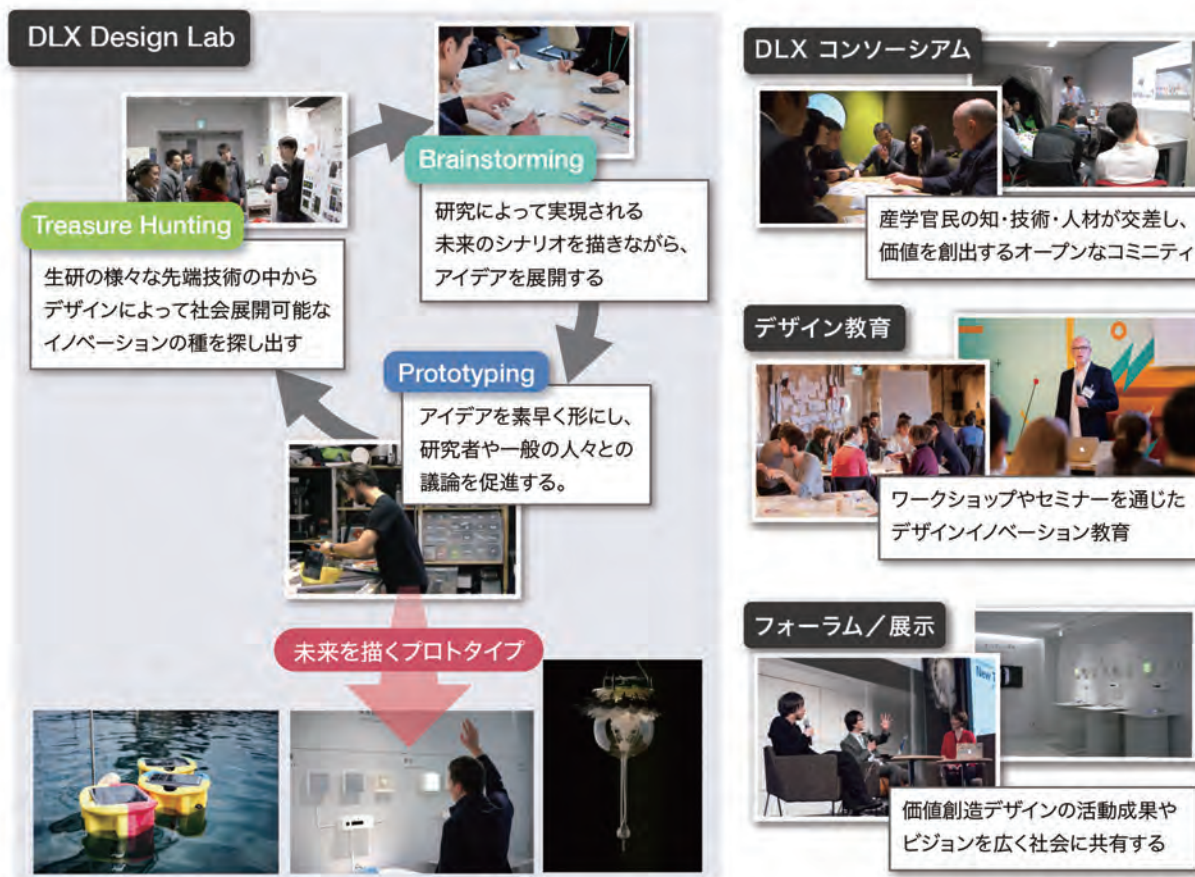 DLX Design Lab
Treasure Hunting
生研の様々な先端技術の中から
デザインによって社会展開可能な
イノベーションの種を探し出す
Brainstorming
研究によって実現される
未来のシナリオを描きながら、
アイデアを展開する
Prototyping
アイデアを素早く形にし、
研究者や一般の人々との
議論を促進する。
未来を描くプロトタイプ
DLX コンソーシアム
産学官民の知・技術・人材が交差し、
価値を創出するオープンなコミニティ
デザイン教育
ワークショップやセミナーを通じた
デザインイノベーション教育
フォーラム／展示
New
価値創造デザインの活動成果や
ビジョンを広く社会に共有する